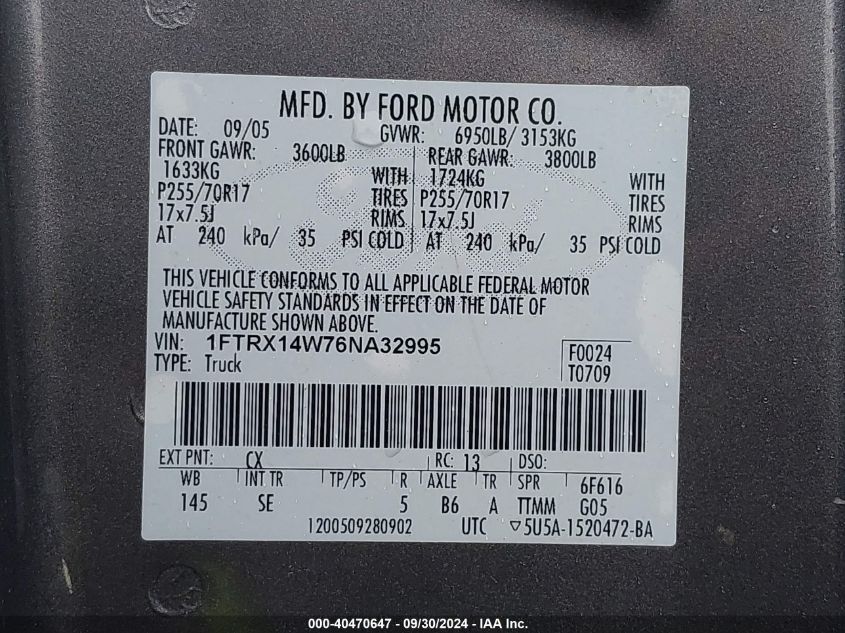 MFD. BY FORD MOTOR CO.
DATE: 09/05 GVWR: 6950LB/ 3153KG
FRONT GAWR: 3600LB REAR GAWR: 3800LB
1633KG WITH 1724KG WITH
P255/70R17 TIRES P255/70R17 TIRES
17x7.5J RIMS 17x7.5J RIMS
AT 240 kPa/ 35 PSI COLD AT 240 kPa/ 35 PSI COLD
THIS VEHICLE CONFORMS TO ALL APPLICABLE FEDERAL MOTOR
VEHICLE SAFETY STANDARDS IN EFFECT ON THE DATE OF
MANUFACTURE SHOWN ABOVE.
VIN: 1FTRX14W76NA32995 F0024
TYPE: Truck T0709
EXT PNT: CX RC: 13 DSO:
WB INT TR TP/PS R AXLE TR SPR 6F616
145 SE 5 B6 A TTMM G05
1200509280902 UTC ▽5U5A-1520472-BA
000-40470647 - 09/30/2024 - IAA Inc.